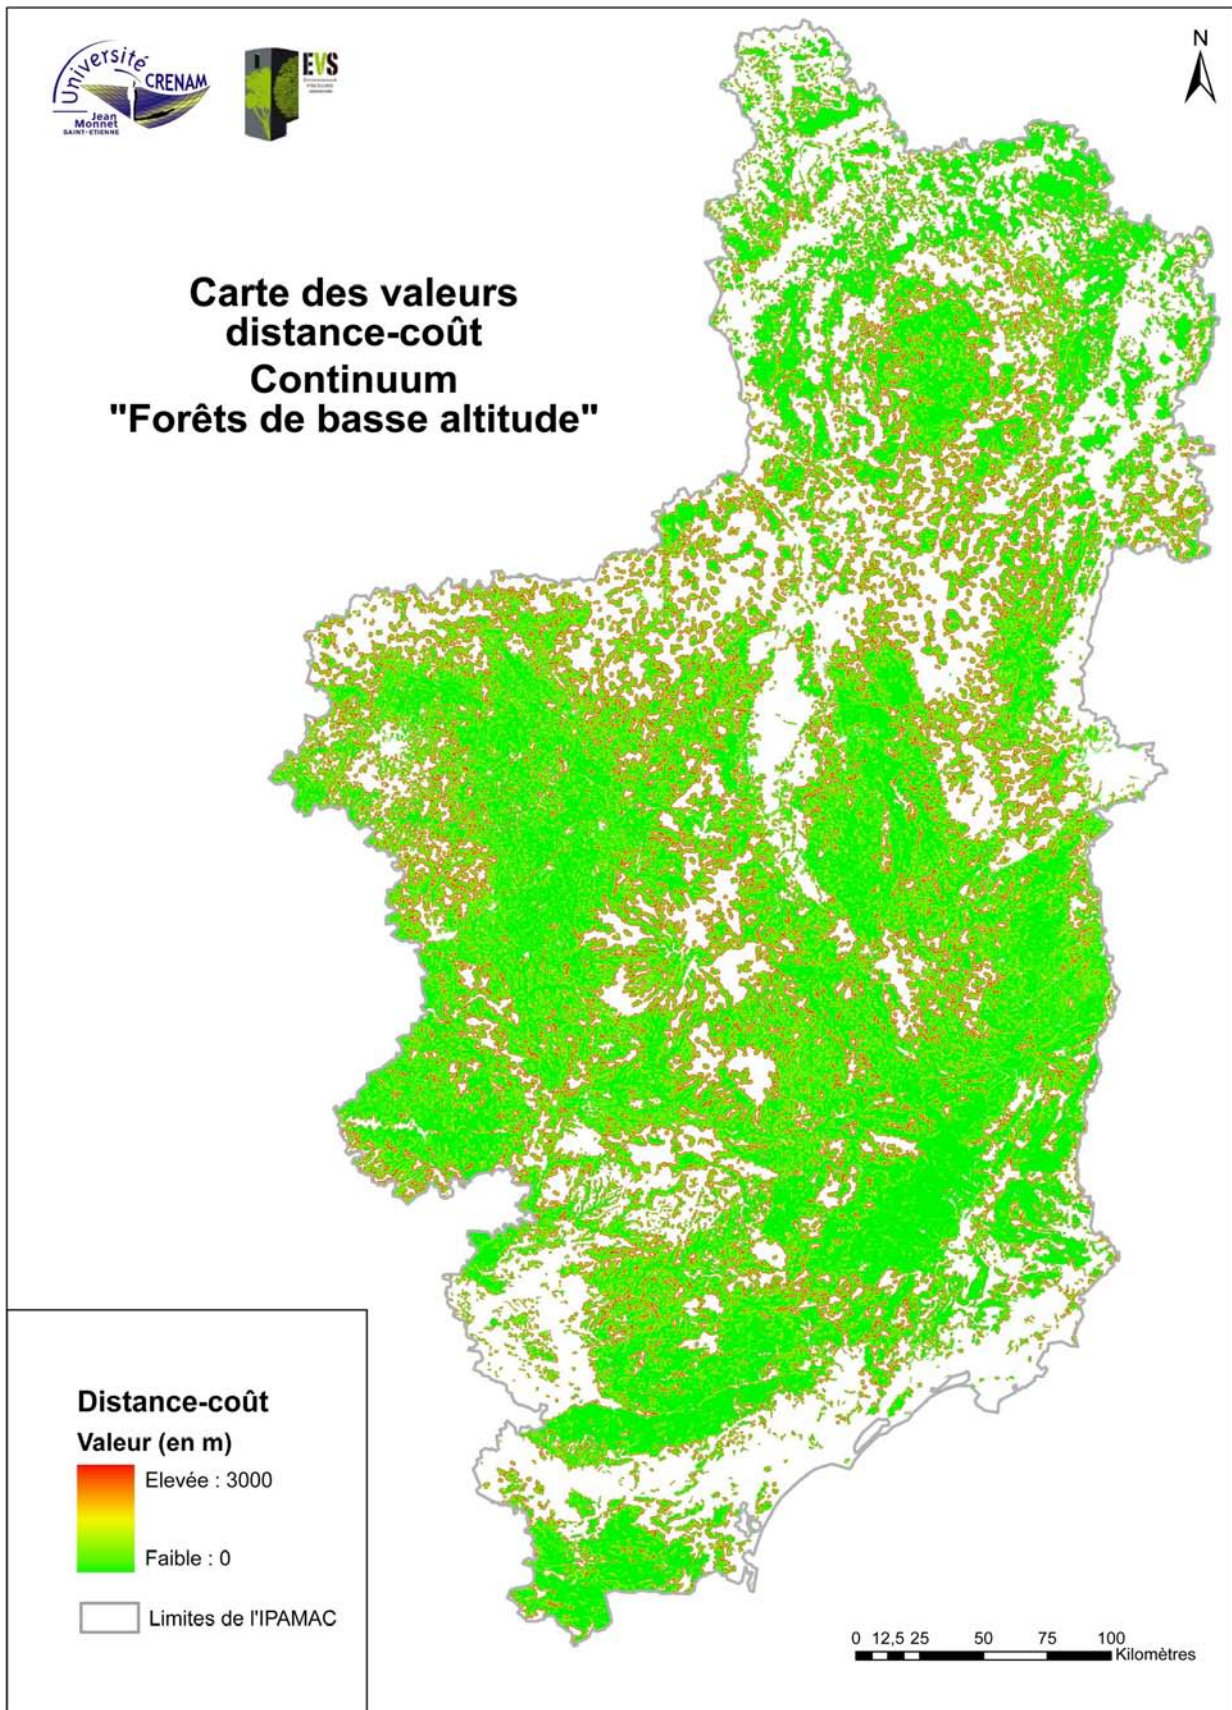 Université
CRENAM
Jean
Monnet
SAINT-ETIENNE
EVS
N
Carte des valeurs
distance-coût
Continuum
"Forêts de basse altitude"
Distance-coût
Valeur (en m)
Elevée : 3000
Faible : 0
Limites de l'IPAMAC
0 12,5 25 50 75 100
Kilomètres